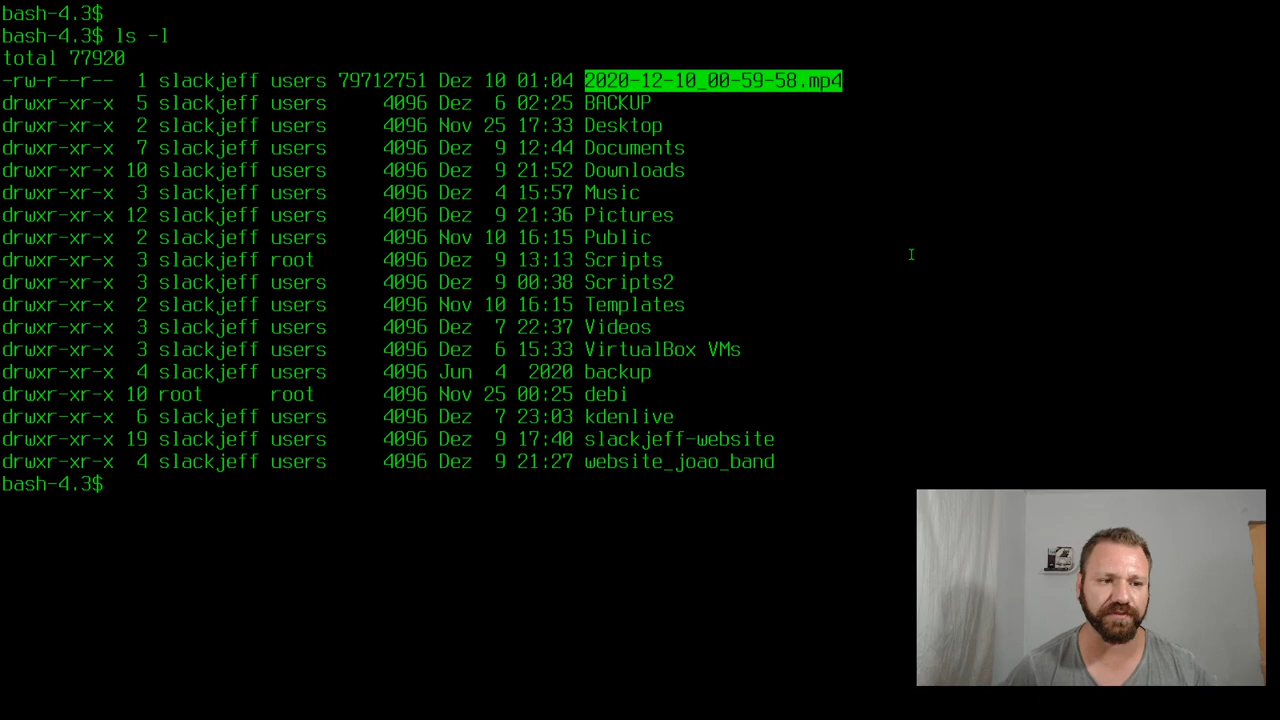 bash-4.3$
bash-4.3$ ls -l
total 77920
-rw-r--r--  1 slackjeff users 79712751 Dez 10 01:04 2020-12-10_00-59-58.mp4
drwxr-xr-x  5 slackjeff users     4096 Dez  6 02:25 BACKUP
drwxr-xr-x  2 slackjeff users     4096 Nov 25 17:33 Desktop
drwxr-xr-x  7 slackjeff users     4096 Dez  9 12:44 Documents
drwxr-xr-x 10 slackjeff users     4096 Dez  9 21:52 Downloads
drwxr-xr-x  3 slackjeff users     4096 Dez  4 15:57 Music
drwxr-xr-x 12 slackjeff users     4096 Dez  9 21:36 Pictures
drwxr-xr-x  2 slackjeff users     4096 Nov 10 16:15 Public
drwxr-xr-x  3 slackjeff root      4096 Dez  9 13:13 Scripts
drwxr-xr-x  3 slackjeff users     4096 Dez  9 00:38 Scripts2
drwxr-xr-x  2 slackjeff users     4096 Nov 10 16:15 Templates
drwxr-xr-x  3 slackjeff users     4096 Dez  7 22:37 Videos
drwxr-xr-x  3 slackjeff users     4096 Dez  6 15:33 VirtualBox VMs
drwxr-xr-x  4 slackjeff users     4096 Jun  4  2020 backup
drwxr-xr-x 10 root      root      4096 Nov 25 00:25 debi
drwxr-xr-x  6 slackjeff users     4096 Dez  7 23:03 kdenlive
drwxr-xr-x 19 slackjeff users     4096 Dez  9 17:40 slackjeff-website
drwxr-xr-x  4 slackjeff users     4096 Dez  9 21:27 website_joao_band
bash-4.3$